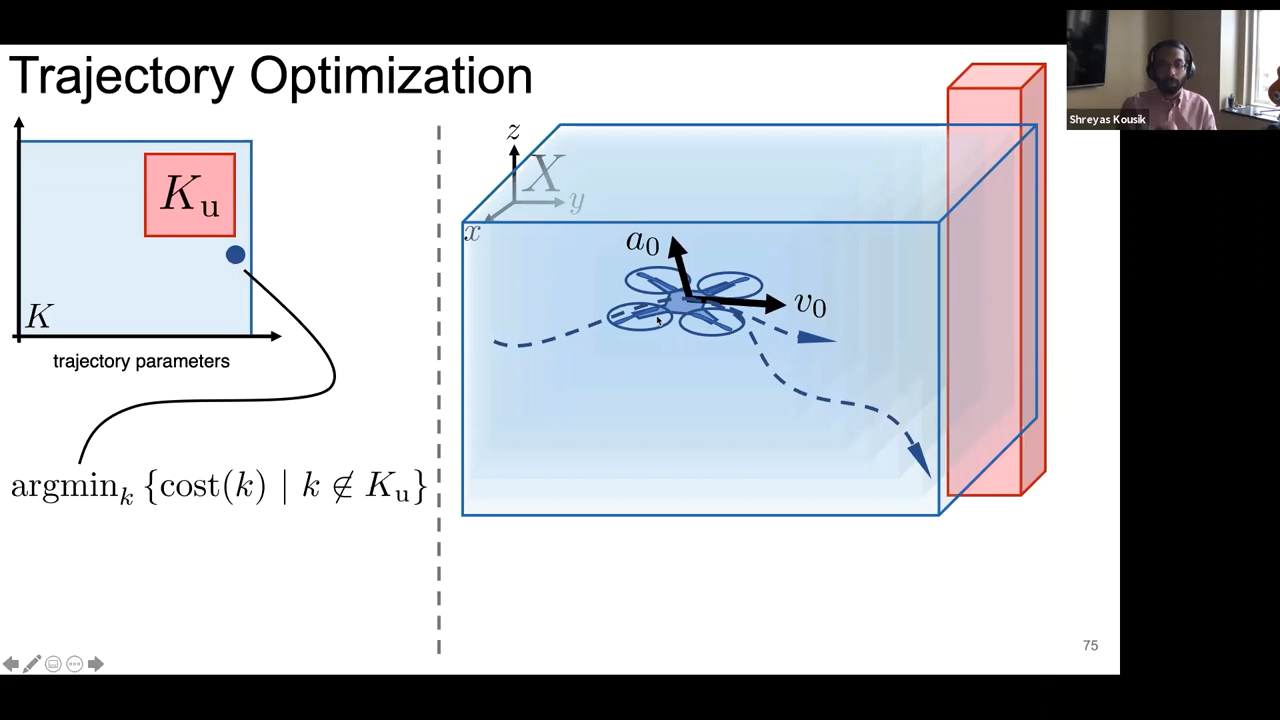 Trajectory Optimization
Shreyas Kousik
K_u
K
trajectory parameters
argmin_k {cost(k) | k ∉ K_u}
z
X
y
x
a_0
v_0
75